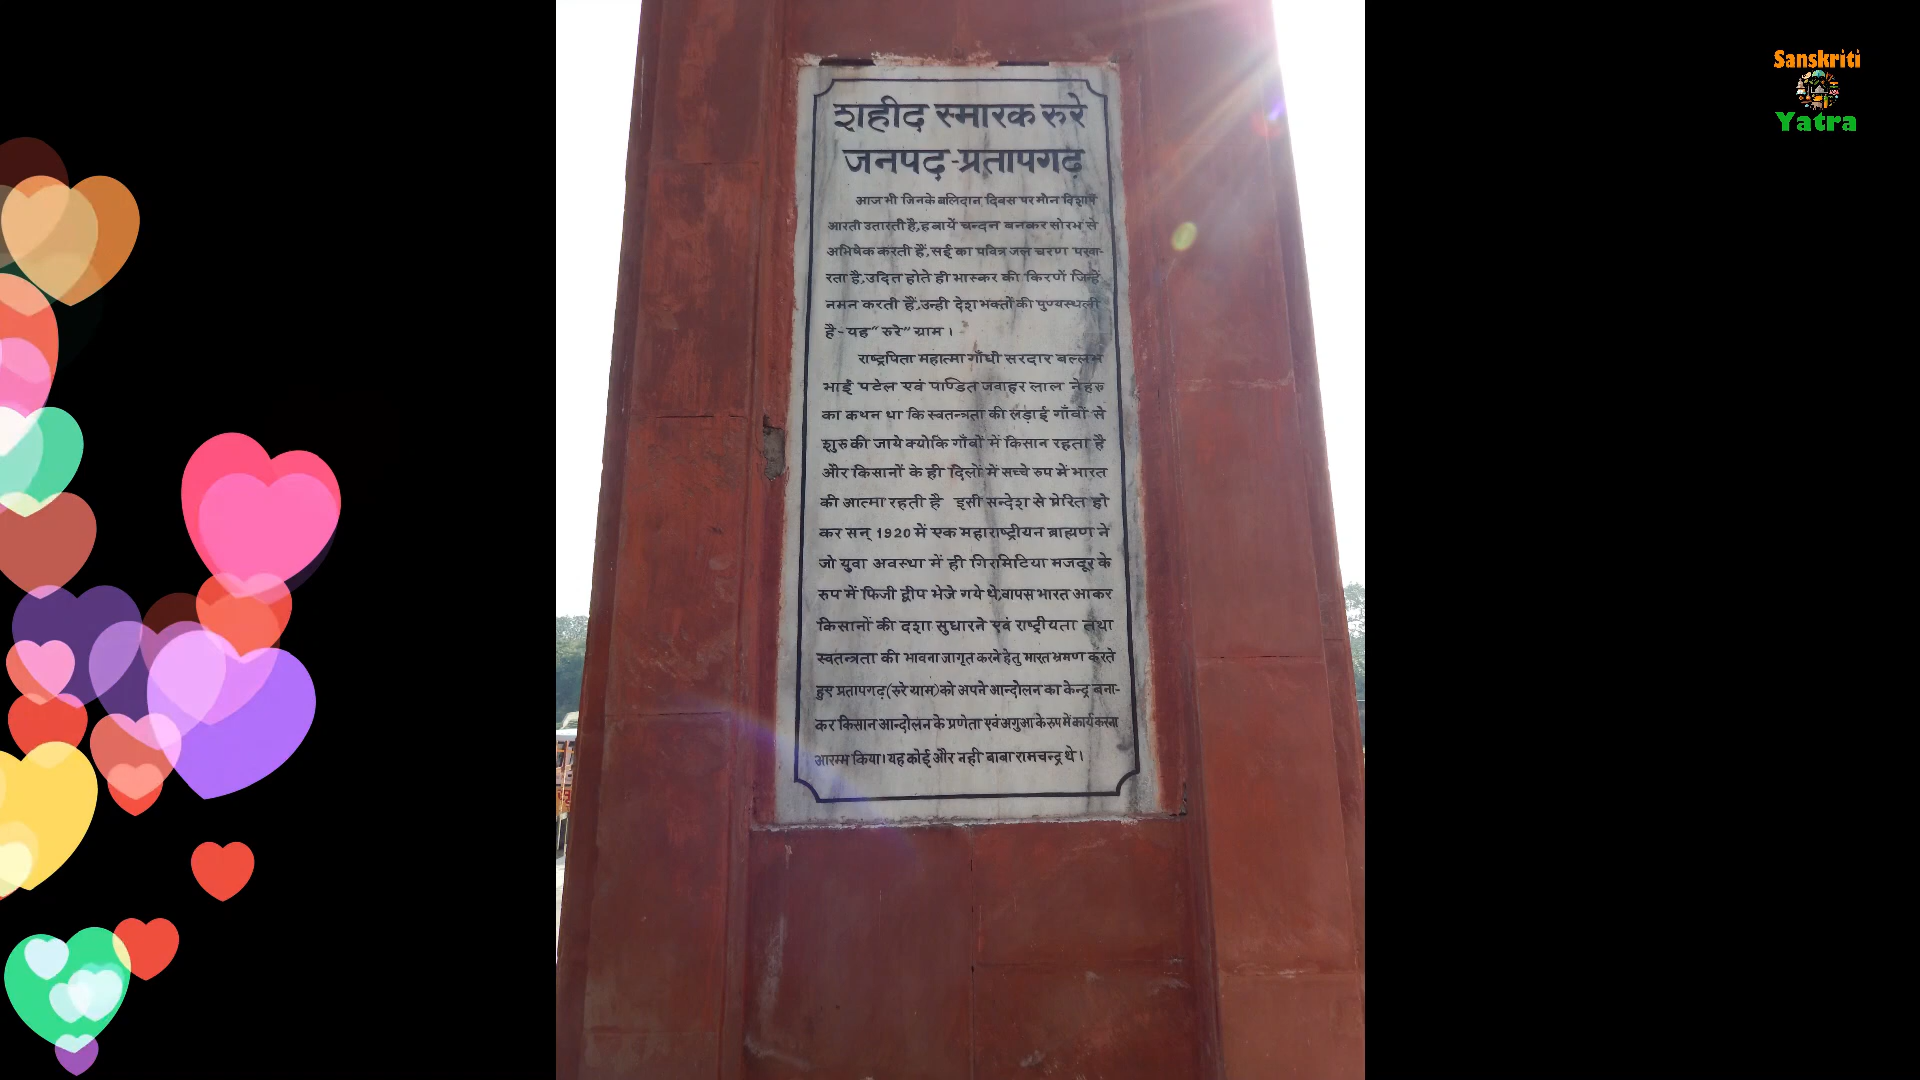 शहीद स्मारक रुरे
जनपद-प्रतापगढ़
आज भी जिनके बलिदान दिवस पर मौन दिशायें
आरती उतारती है,हवायें चन्दन बनकर सोरभ से
अभिषेक करती हैं,सई का पवित्र जल चरण पखा-
रता है,उदित होते ही भास्कर की किरणें जिन्हें
नमन करती हैं,उन्ही देश भक्तों की पुण्यस्थली
है-यह "रुरे" ग्राम ।
राष्ट्रपिता महात्मा गाँधी सरदार बल्लभ
भाई पटेल एवं पाण्डित जवाहर लाल नेहरु
का कथन था कि स्वतन्त्रता की लड़ाई गाँवों से
शुरु की जाये क्योकि गाँवों में किसान रहता है
और किसानों के ही दिलों में सच्चे रुप में भारत
की आत्मा रहती है इसी सन्देश से प्रेरित हो
कर सन् 1920 में एक महाराष्ट्रीयन ब्राह्मण ने
जो युवा अवस्था में ही गिरमिटिया मजदूर के
रुप में फिजी द्वीप भेजे गये थे,वापस भारत आकर
किसानों की दशा सुधारने एवं राष्ट्रीयता तथा
स्वतन्त्रता की भावना जागृत करने हेतु भारत भ्रमण करते
हुए प्रतापगढ़(रुरे ग्राम)को अपने आन्दोलन का केन्द्र बना-
कर किसान आन्दोलन के प्रणेता एवं अगुआ के रुप में कार्य करना
आरम्भ किया।यह कोई और नही बाबा रामचन्द्र थे।
Sanskriti
Yatra